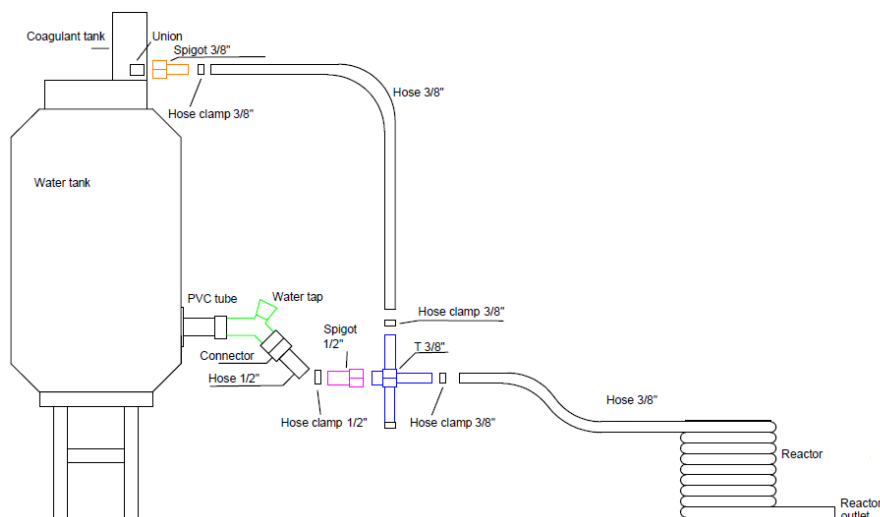 Coagulant tank
Union
Spigot 3/8"
Hose clamp 3/8"
Hose 3/8"
Water tank
PVC tube
Water tap
Hose clamp 3/8"
Spigot
1/2"
T 3/8"
Connector
Hose 1/2"
Hose clamp 1/2"
Hose clamp 3/8"
Hose 3/8"
Reactor
Reactor
outlet